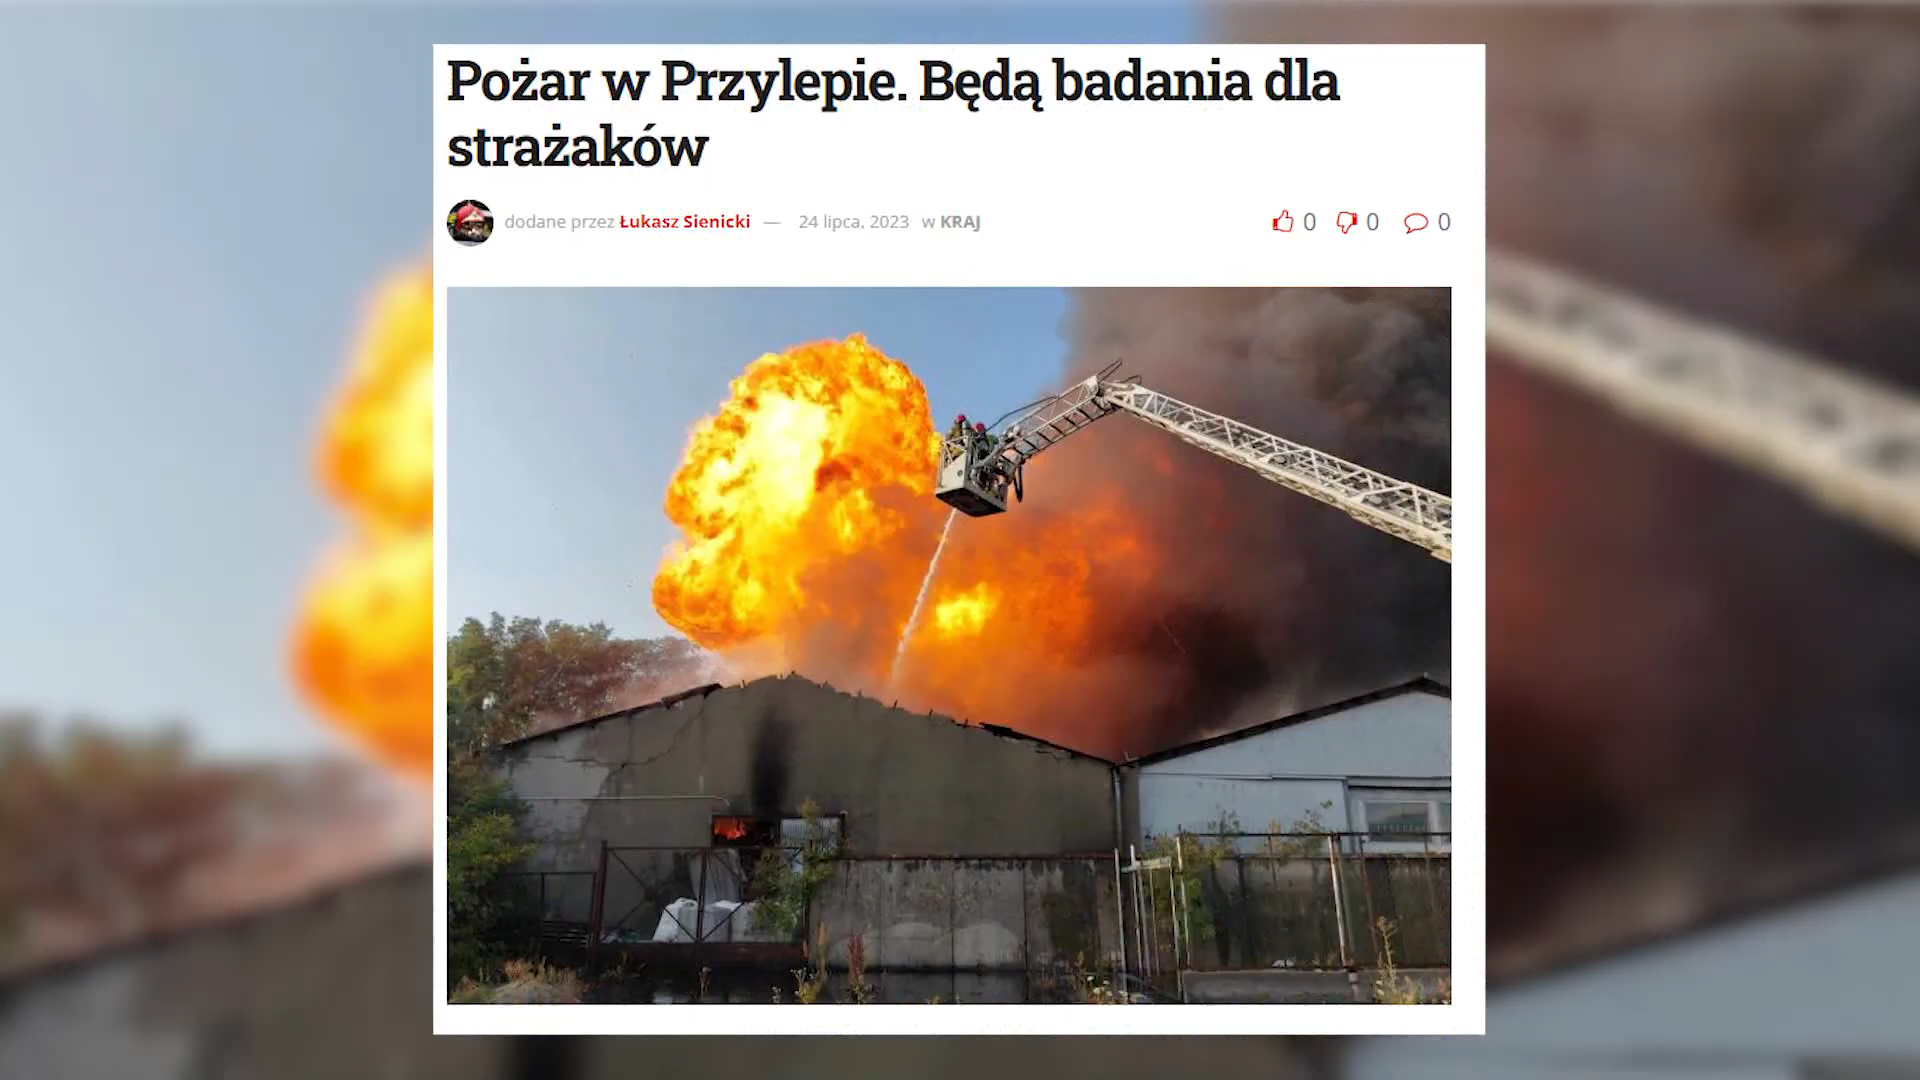 Pożar w Przylepie. Będą badania dla
strażaków
dodane przez Łukasz Sienicki — 24 lipca, 2023 w KRAJ
0 0 0